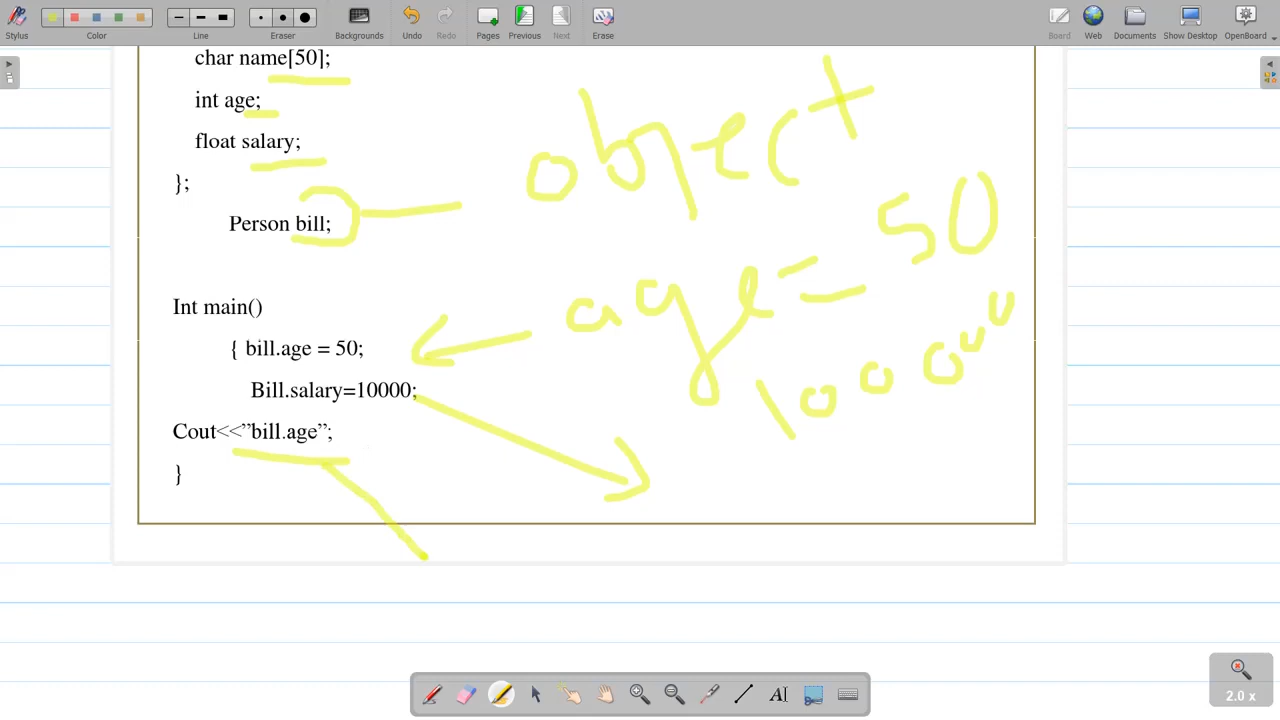 Stylus
Color
Line
Eraser
Backgrounds
Undo
Redo
Pages
Previous
Next
Erase
Board
Web
Documents
Show Desktop
OpenBoard
char name[50];
int age;
float salary;
};
Person bill;
object
age = 50
Int main()
{ bill.age = 50;
Bill.salary=10000;
10000
Cout<<”bill.age”;
}
AI
2.0 x